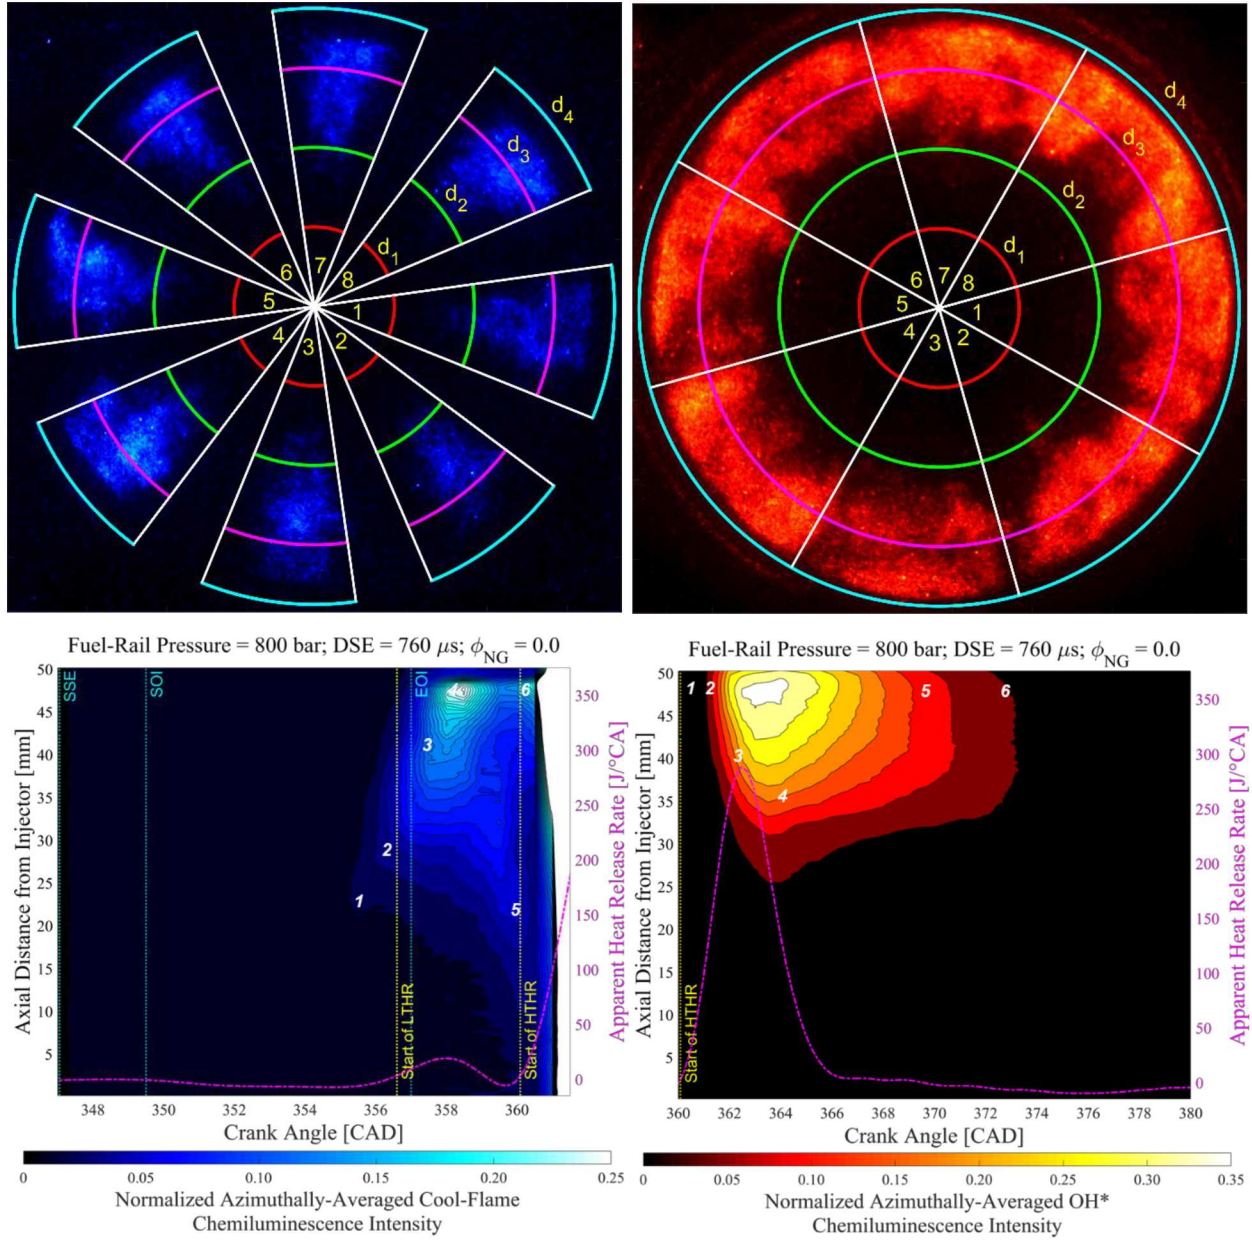 d4
d3
d2
d1
6
7
8
5
1
4
3
2
d4
d3
d2
d1
6
7
8
5
1
4
3
2
Fuel-Rail Pressure = 800 bar; DSE = 760 μs; ϕNG = 0.0
50
45
40
35
30
25
20
15
10
5
Axial Distance from Injector [mm]
SSE
SOI
EOI
Start of LTHR
Start of HTHR
1
2
3
4
5
6
350
300
250
200
150
100
50
0
Apparent Heat Release Rate [J/°CA]
348 350 352 354 356 358 360
Crank Angle [CAD]
0 0.05 0.10 0.15 0.20 0.25
Normalized Azimuthally-Averaged Cool-Flame
Chemiluminescence Intensity
Fuel-Rail Pressure = 800 bar; DSE = 760 μs; ϕNG = 0.0
50
45
40
35
30
25
20
15
10
5
Axial Distance from Injector [mm]
Start of HTHR
1
2
3
4
5
6
350
300
250
200
150
100
50
0
Apparent Heat Release Rate [J/°CA]
360 362 364 366 368 370 372 374 376 378 380
Crank Angle [CAD]
0 0.05 0.10 0.15 0.20 0.25 0.30 0.35
Normalized Azimuthally-Averaged OH*
Chemiluminescence Intensity